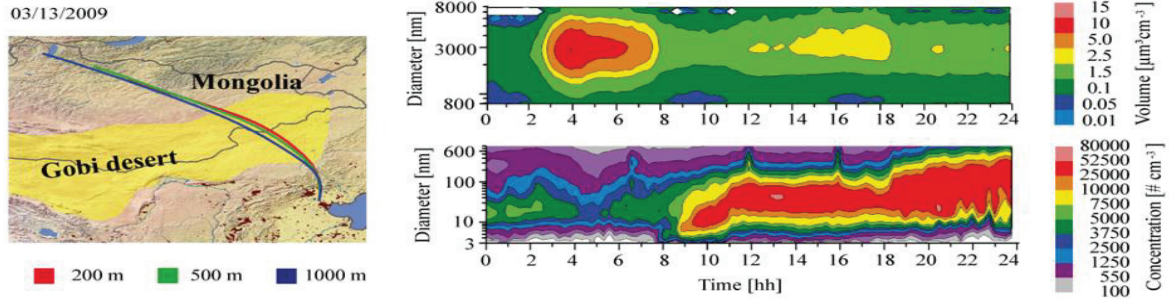 03/13/2009
Mongolia
Gobi desert
200 m
500 m
1000 m
8000
3000
800
Diameter [nm]
0 2 4 6 8 10 12 14 16 18 20 22 24
15
10
5.0
2.5
1.5
0.1
0.05
0.01
Volume [µm³cm⁻³]
600
100
10
3
Diameter [nm]
0 2 4 6 8 10 12 14 16 18 20 22 24
Time [hh]
80000
52500
25000
10000
7500
5000
3750
2500
1250
550
100
Concentration [# cm⁻³]